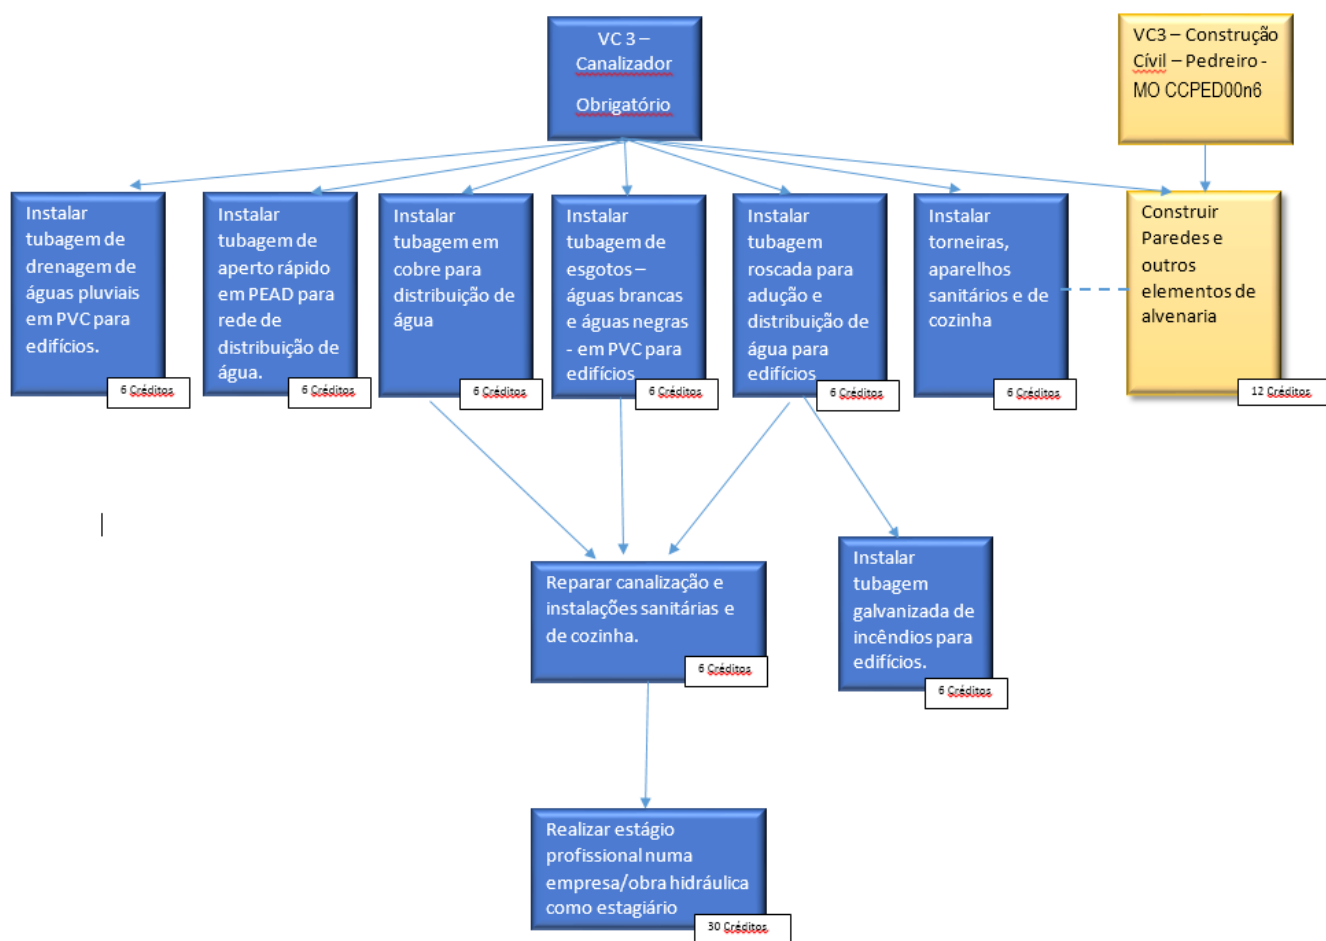 VC 3 –
Canalizador
Obrigatório
VC3 – Construção
Cívil – Pedreiro -
MO CCPED00n6
Instalar
tubagem de
drenagem de
águas pluviais
em PVC para
edifícios.
6 Créditos
Instalar
tubagem de
aperto rápido
em PEAD para
rede de
distribuição de
água.
6 Créditos
Instalar
tubagem em
cobre para
distribuição de
água
6 Créditos
Instalar
tubagem de
esgotos –
águas brancas
e águas negras
- em PVC para
edifícios
6 Créditos
Instalar
tubagem
roscada para
adução e
distribuição de
água para
edifícios
6 Créditos
Instalar
torneiras,
aparelhos
sanitários e de
cozinha
6 Créditos
Construir
Paredes e
outros
elementos de
alvenaria
12 Créditos
Reparar canalização e
instalações sanitárias e
de cozinha.
6 Créditos
Instalar
tubagem
galvanizada de
incêndios para
edifícios.
6 Créditos
Realizar estágio
profissional numa
empresa/obra hidráulica
como estagiário
30 Créditos